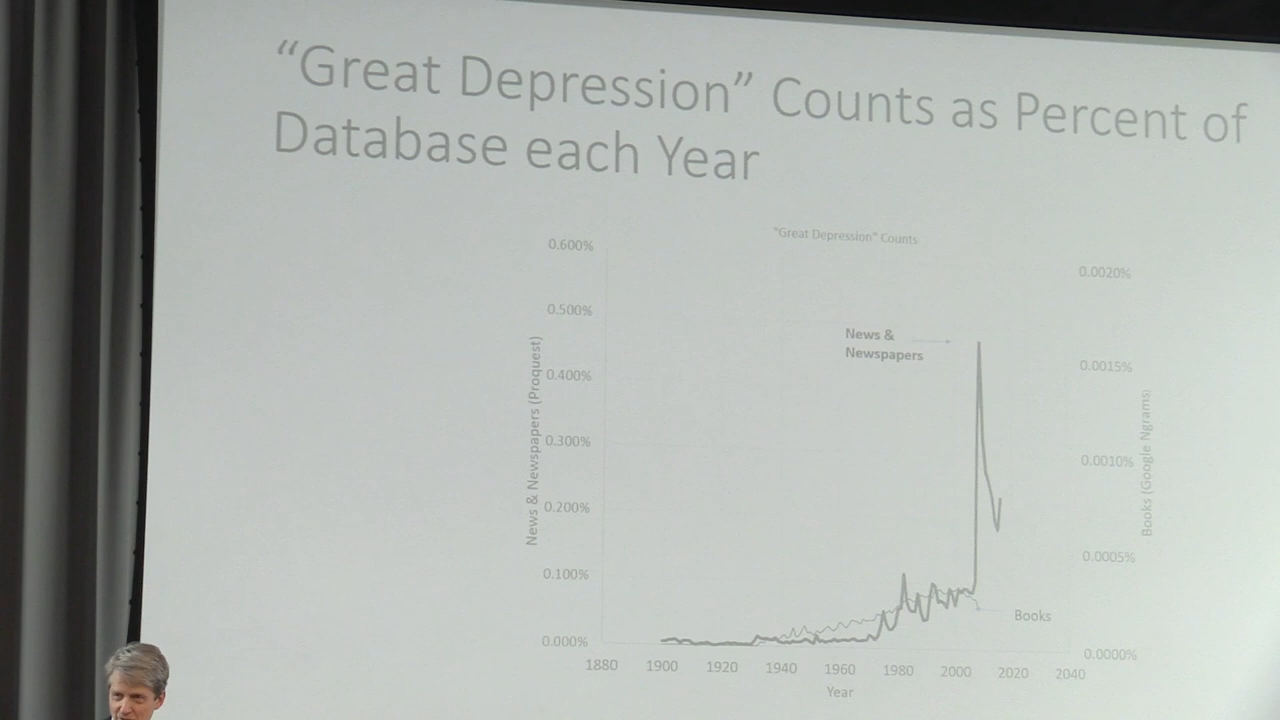 “Great Depression” Counts as Percent of
Database each Year
"Great Depression" Counts
0.600%
0.500%
0.400%
0.300%
0.200%
0.100%
0.000%
News & Newspapers (Proquest)
News &
Newspapers
Books
0.0020%
0.0015%
0.0010%
0.0005%
0.0000%
Books (Google Ngrams)
1880 1900 1920 1940 1960 1980 2000 2020 2040
Year